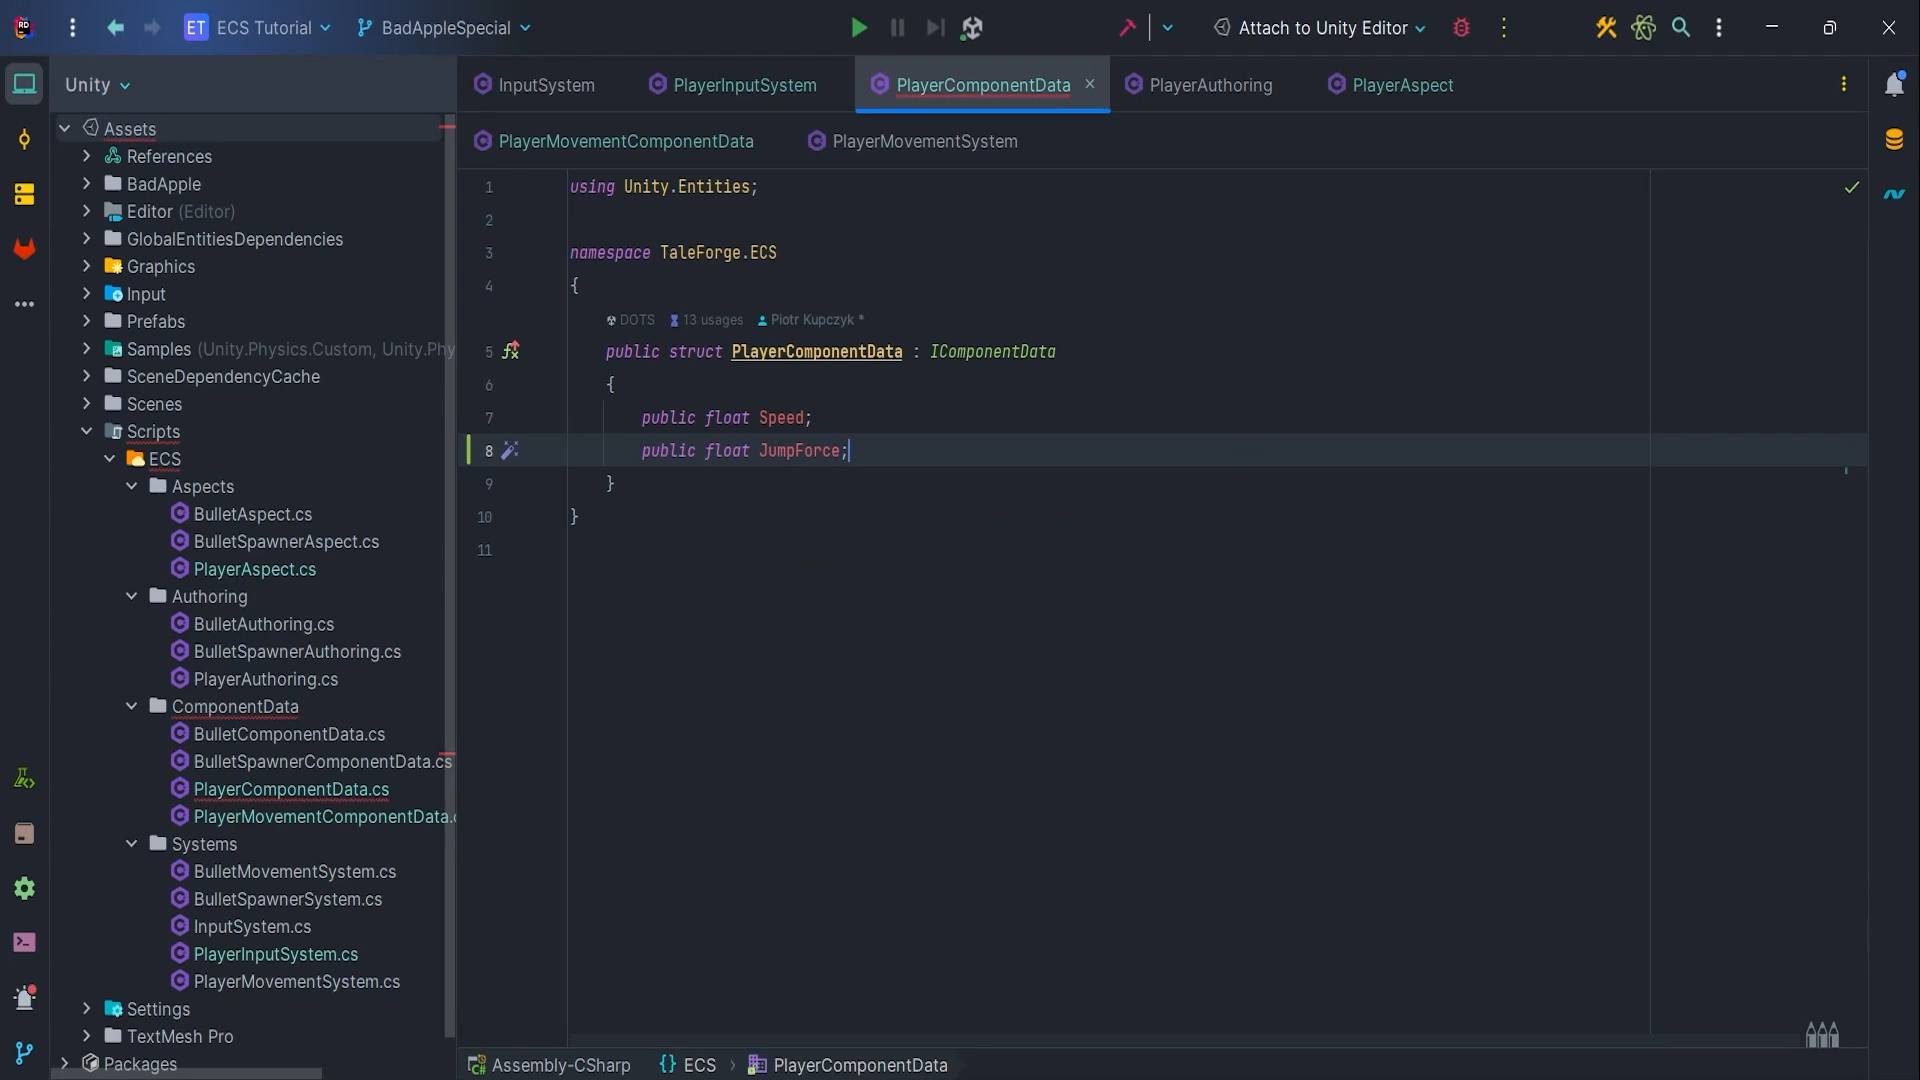 ET ECS Tutorial BadAppleSpecial Attach to Unity Editor
Unity
InputSystem PlayerInputSystem PlayerComponentData PlayerAuthoring PlayerAspect
PlayerMovementComponentData PlayerMovementSystem
Assets
References
BadApple
Editor (Editor)
GlobalEntitiesDependencies
Graphics
Input
Prefabs
Samples (Unity.Physics.Custom, Unity.Phy
SceneDependencyCache
Scenes
Scripts
ECS
Aspects
BulletAspect.cs
BulletSpawnerAspect.cs
PlayerAspect.cs
Authoring
BulletAuthoring.cs
BulletSpawnerAuthoring.cs
PlayerAuthoring.cs
ComponentData
BulletComponentData.cs
BulletSpawnerComponentData.cs
PlayerComponentData.cs
PlayerMovementComponentData.c
Systems
BulletMovementSystem.cs
BulletSpawnerSystem.cs
InputSystem.cs
PlayerInputSystem.cs
PlayerMovementSystem.cs
Settings
TextMesh Pro
Packages
1 using Unity.Entities;
2
3 namespace TaleForge.ECS
4 {
DOTS 13 usages Piotr Kupczyk *
5 public struct PlayerComponentData : IComponentData
6 {
7 public float Speed;
8 public float JumpForce;
9 }
10 }
11
Assembly-CSharp {} ECS › PlayerComponentData